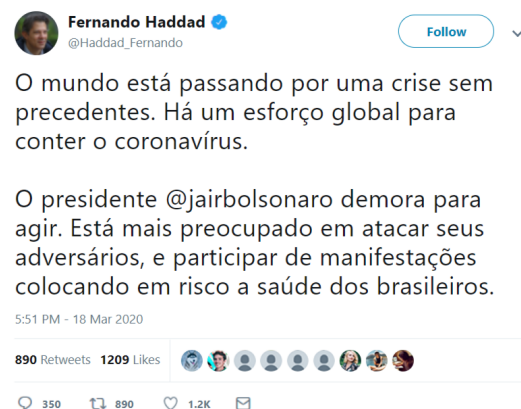 Fernando Haddad
@Haddad_Fernando
Follow
O mundo está passando por uma crise sem
precedentes. Há um esforço global para
conter o coronavírus.
O presidente @jairbolsonaro demora para
agir. Está mais preocupado em atacar seus
adversários, e participar de manifestações
colocando em risco a saúde dos brasileiros.
5:51 PM - 18 Mar 2020
890 Retweets 1209 Likes
350 890 1.2K